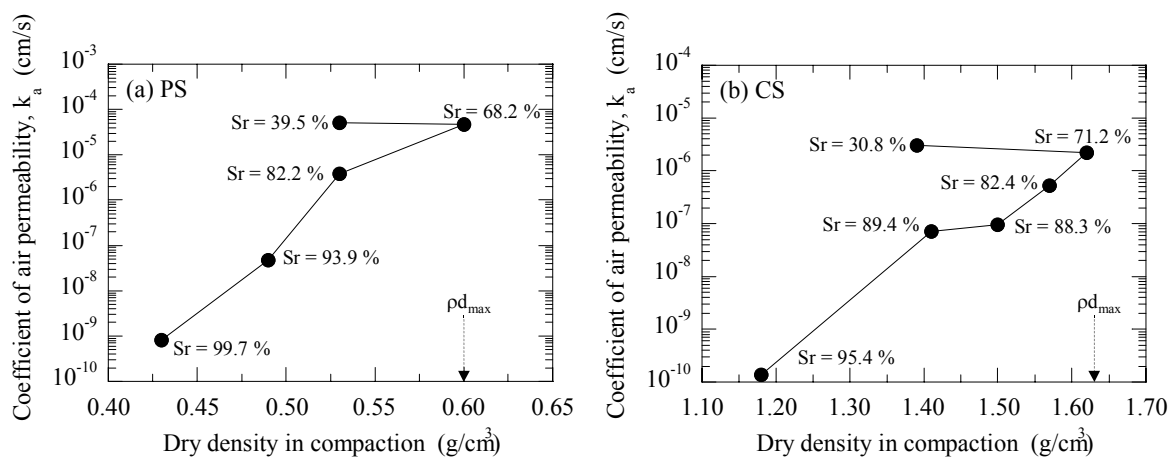 Coefficient of air permeability, k_a (cm/s)
10^-3
10^-4
10^-5
10^-6
10^-7
10^-8
10^-9
10^-10
(a) PS
Sr = 68.2 %
Sr = 39.5 %
Sr = 82.2 %
Sr = 93.9 %
ρd_max
Sr = 99.7 %
0.40 0.45 0.50 0.55 0.60 0.65
Dry density in compaction (g/cm^3)
Coefficient of air permeability, k_a (cm/s)
10^-4
10^-5
10^-6
10^-7
10^-8
10^-9
10^-10
(b) CS
71.2 %
Sr =
Sr = 30.8 %
Sr = 82.4 %
Sr = 89.4 %
Sr = 88.3 %
ρd_max
Sr = 95.4 %
1.10 1.20 1.30 1.40 1.50 1.60 1.70
Dry density in compaction (g/cm^3)